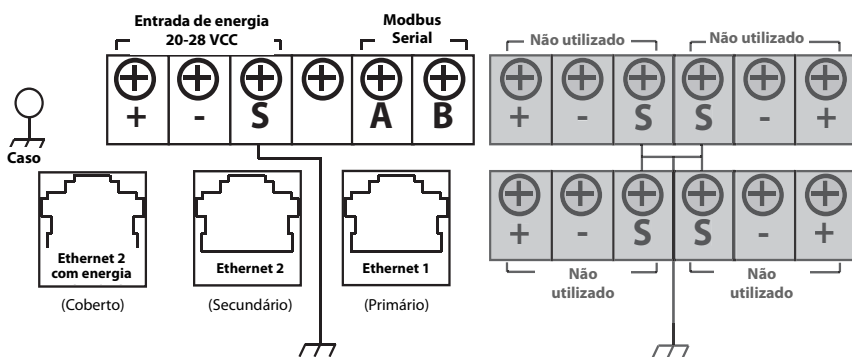 Entrada de energia
20-28 VCC
Modbus
Serial
Não utilizado
Não utilizado
+ - S A B
+ - S S - +
Caso
+ - S S - +
Ethernet 2
com energia
Ethernet 2
Ethernet 1
Não
utilizado
Não
utilizado
(Coberto)
(Secundário)
(Primário)